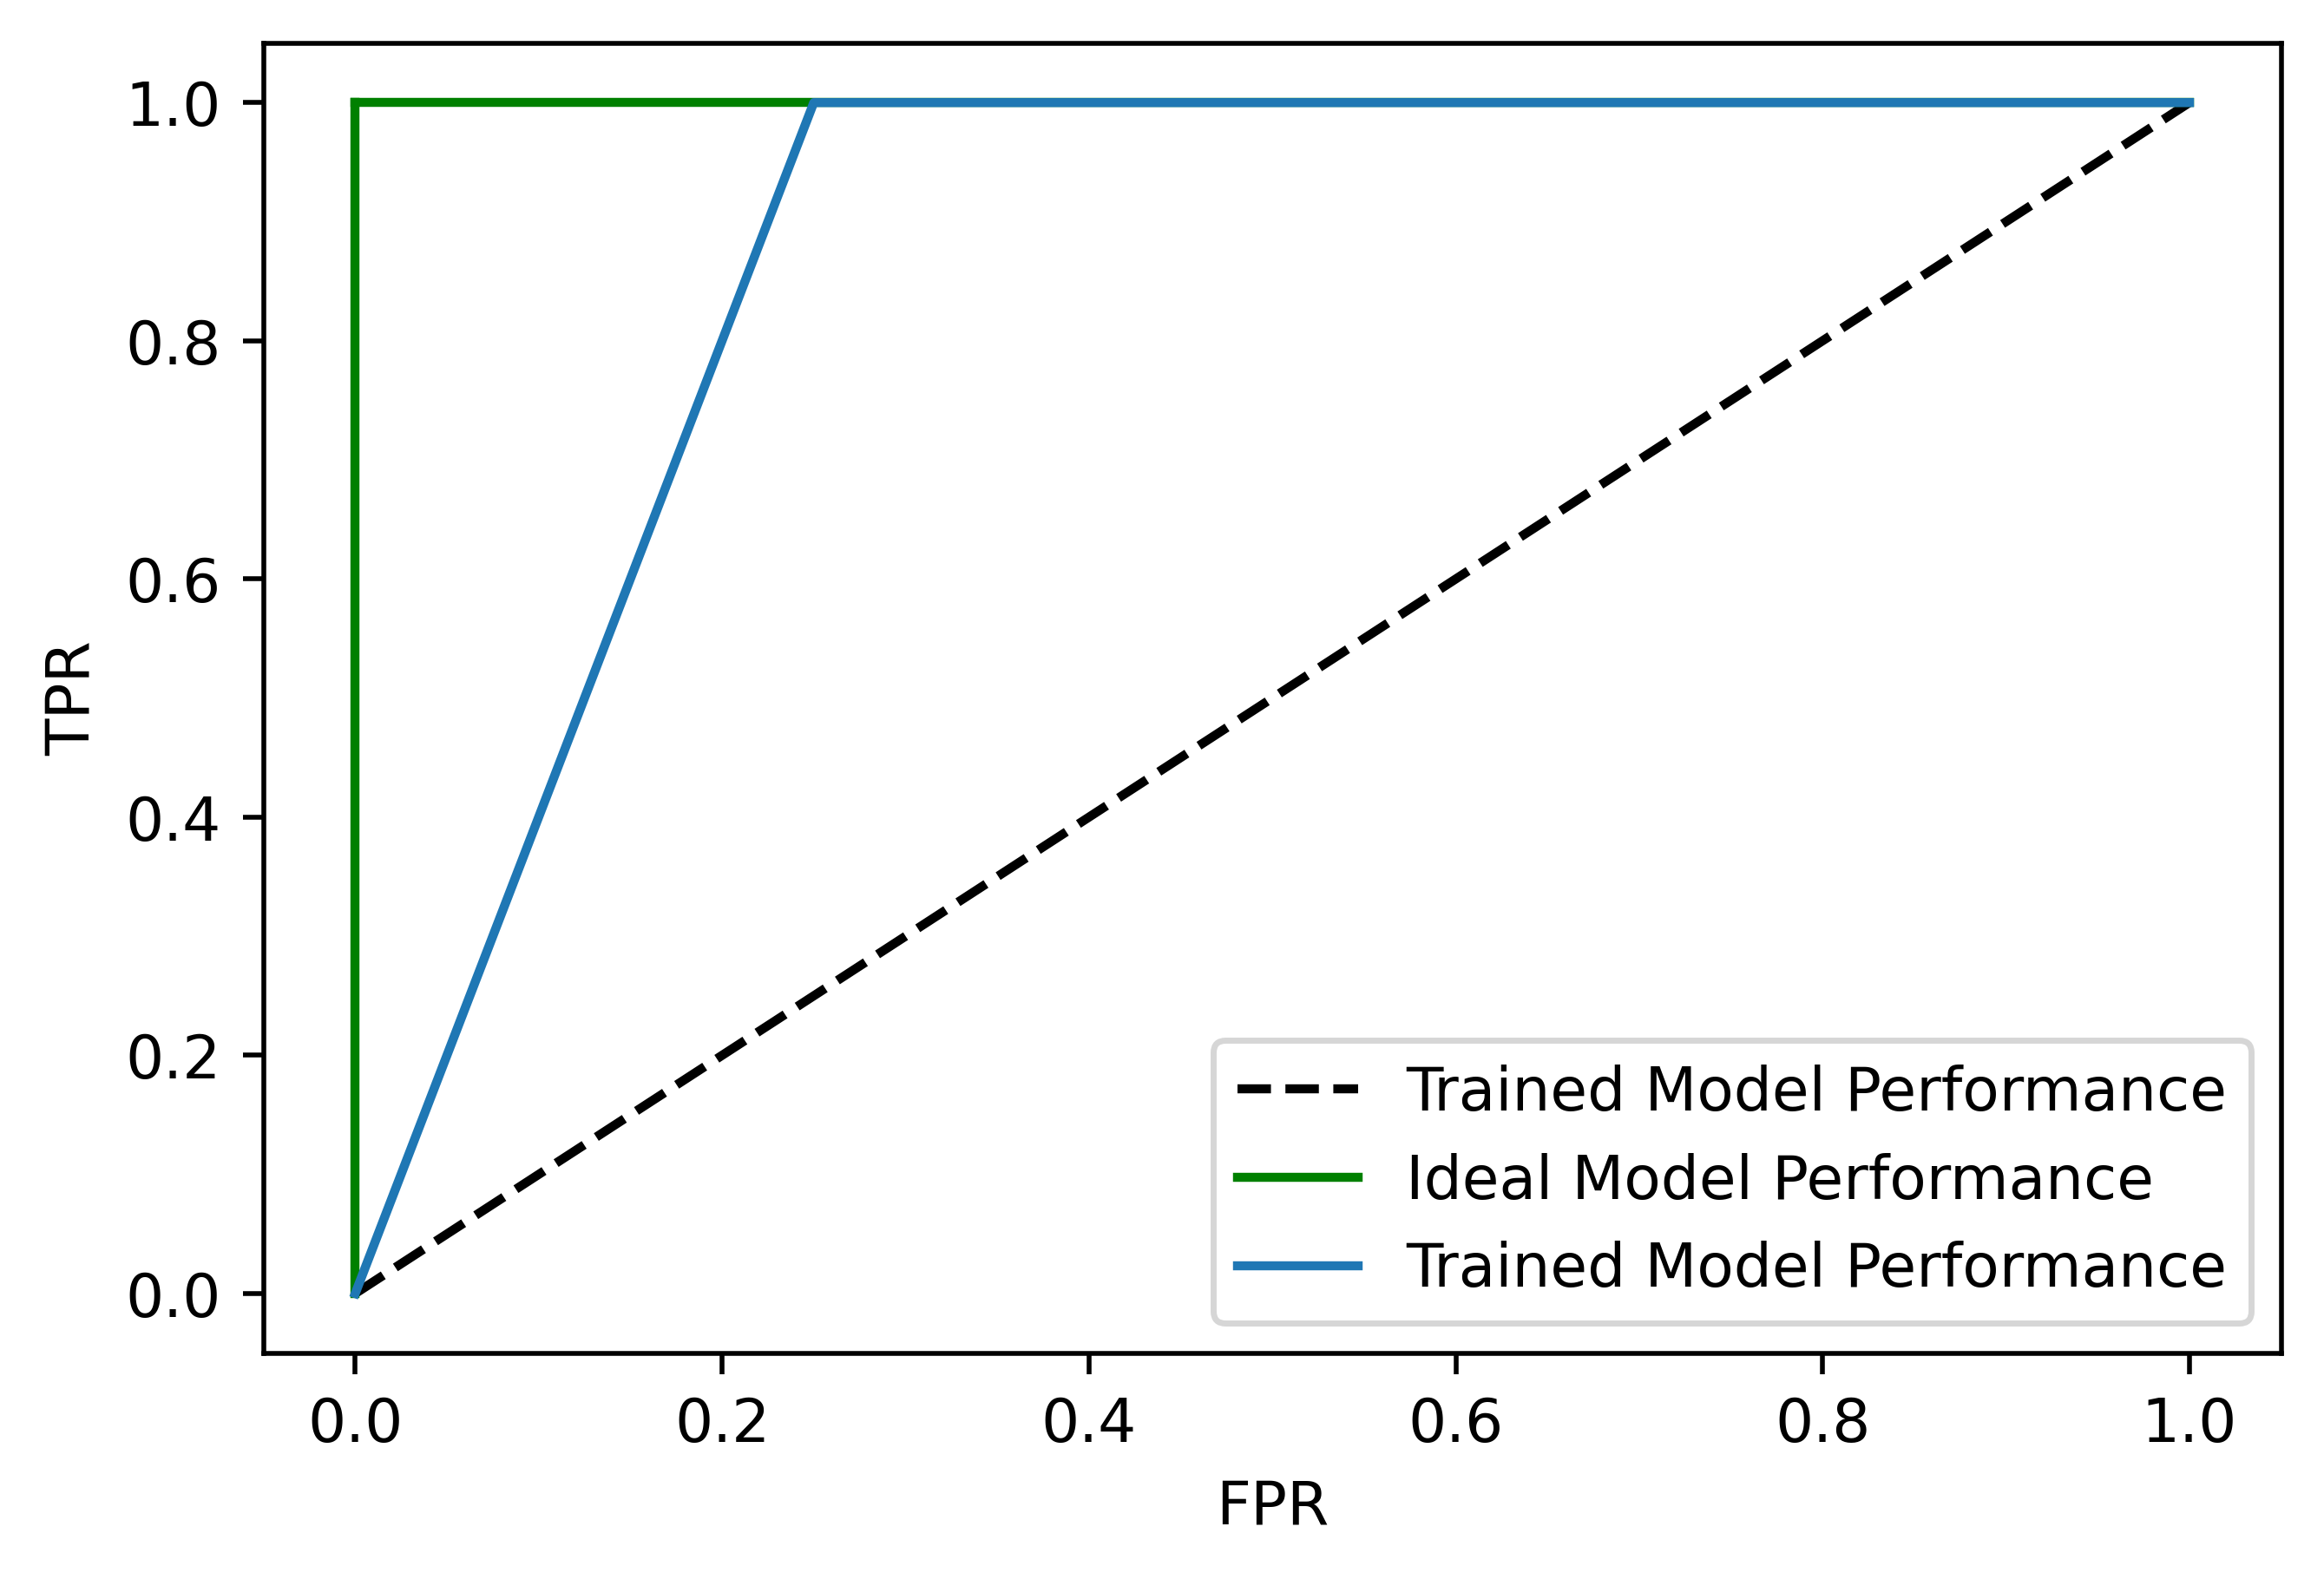 1.0
0.8
0.6
0.4
0.2
0.0
TPR
Trained Model Performance
Ideal Model Performance
Trained Model Performance
0.0 0.2 0.4 0.6 0.8 1.0
FPR